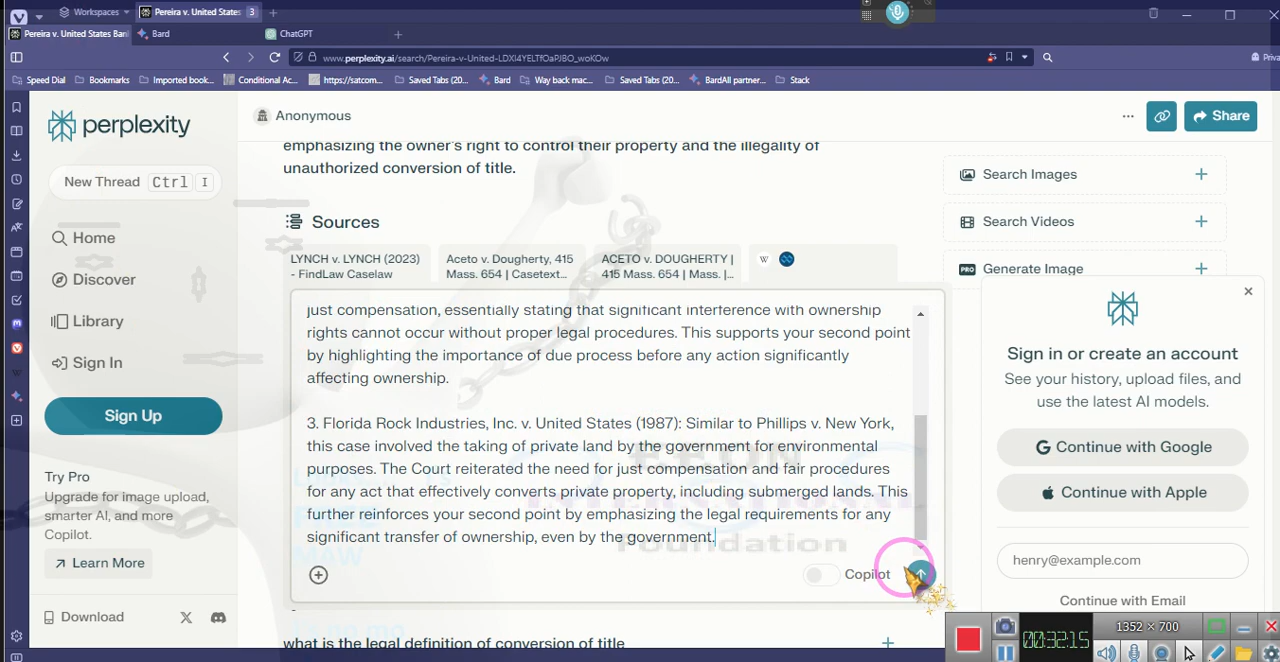 Workspaces
Pereira v. United States
3
Pereira v. United States Ban
Bard
ChatGPT
www.perplexity.ai/search/Pereira-v-United-LDXI4YELTfOaPJBO_woKOw
Priva
Speed Dial
Bookmarks
Imported book...
Conditional Ac...
https://satcom...
Saved Tabs (20...
Bard
Way back mac...
Saved Tabs (20...
BardAll partner...
Stack
perplexity
Anonymous
Share
emphasizing the owner's right to control their property and the illegality of
unauthorized conversion of title.
New Thread Ctrl I
Search Images
Sources
Search Videos
Home
LYNCH v. LYNCH (2023)
- FindLaw Caselaw
Aceto v. Dougherty, 415
Mass. 654 | Casetext...
ACETO v. DOUGHERTY |
415 Mass. 654 | Mass. |...
W
PRO Generate Image
Discover
Library
Sign In
Sign Up
just compensation, essentially stating that significant interference with ownership
rights cannot occur without proper legal procedures. This supports your second point
by highlighting the importance of due process before any action significantly
affecting ownership.
3. Florida Rock Industries, Inc. v. United States (1987): Similar to Phillips v. New York,
this case involved the taking of private land by the government for environmental
purposes. The Court reiterated the need for just compensation and fair procedures
for any act that effectively converts private property, including submerged lands. This
further reinforces your second point by emphasizing the legal requirements for any
significant transfer of ownership, even by the government.
Foundation
Copilot
what is the legal definition of conversion of title
Sign in or create an account
See your history, upload files, and
use the latest AI models.
Continue with Google
Continue with Apple
henry@example.com
Continue with Email
Try Pro
Upgrade for image upload,
smarter AI, and more
Copilot.
Learn More
Download
1352 × 700
00:32:15